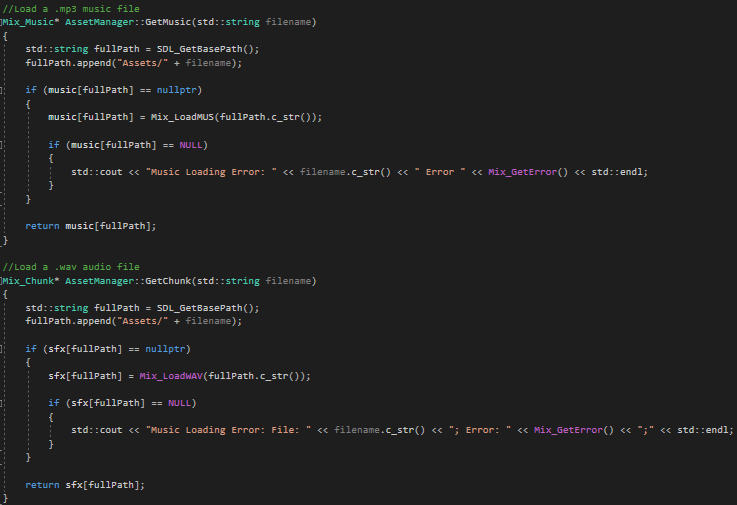 //Load a .mp3 music file
Mix_Music* AssetManager::GetMusic(std::string filename)
{
    std::string fullPath = SDL_GetBasePath();
    fullPath.append("Assets/" + filename);
    if (music[fullPath] == nullptr)
    {
        music[fullPath] = Mix_LoadMUS(fullPath.c_str());
        if (music[fullPath] == NULL)
        {
            std::cout << "Music Loading Error: " << filename.c_str() << " Error " << Mix_GetError() << std::endl;
        }
    }
    return music[fullPath];
}
//Load a .wav audio file
Mix_Chunk* AssetManager::GetChunk(std::string filename)
{
    std::string fullPath = SDL_GetBasePath();
    fullPath.append("Assets/" + filename);
    if (sfx[fullPath] == nullptr)
    {
        sfx[fullPath] = Mix_LoadWAV(fullPath.c_str());
        if (sfx[fullPath] == NULL)
        {
            std::cout << "Music Loading Error: File: " << filename.c_str() << "; Error: " << Mix_GetError() << ";" << std::endl;
        }
    }
    return sfx[fullPath];
}